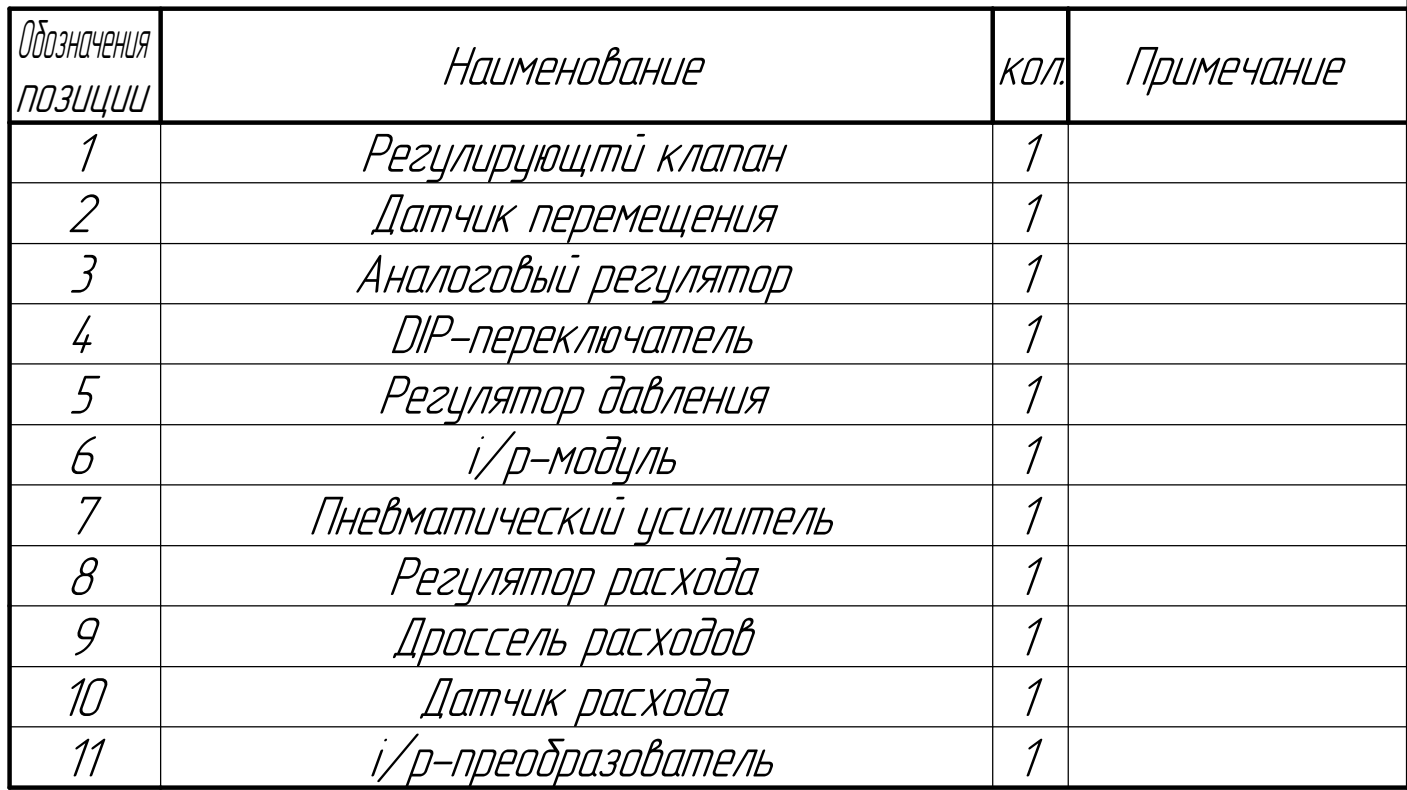 Обозначения позиции Наименование кол. Примечание
1 Регулирующтй клапан 1
2 Датчик перемещения 1
3 Аналоговый регулятор 1
4 DIP-переключатель 1
5 Регулятор давления 1
6 i/p-модуль 1
7 Пневматический усилитель 1
8 Регулятор расхода 1
9 Дроссель расходов 1
10 Датчик расхода 1
11 i/p-преобразователь 1